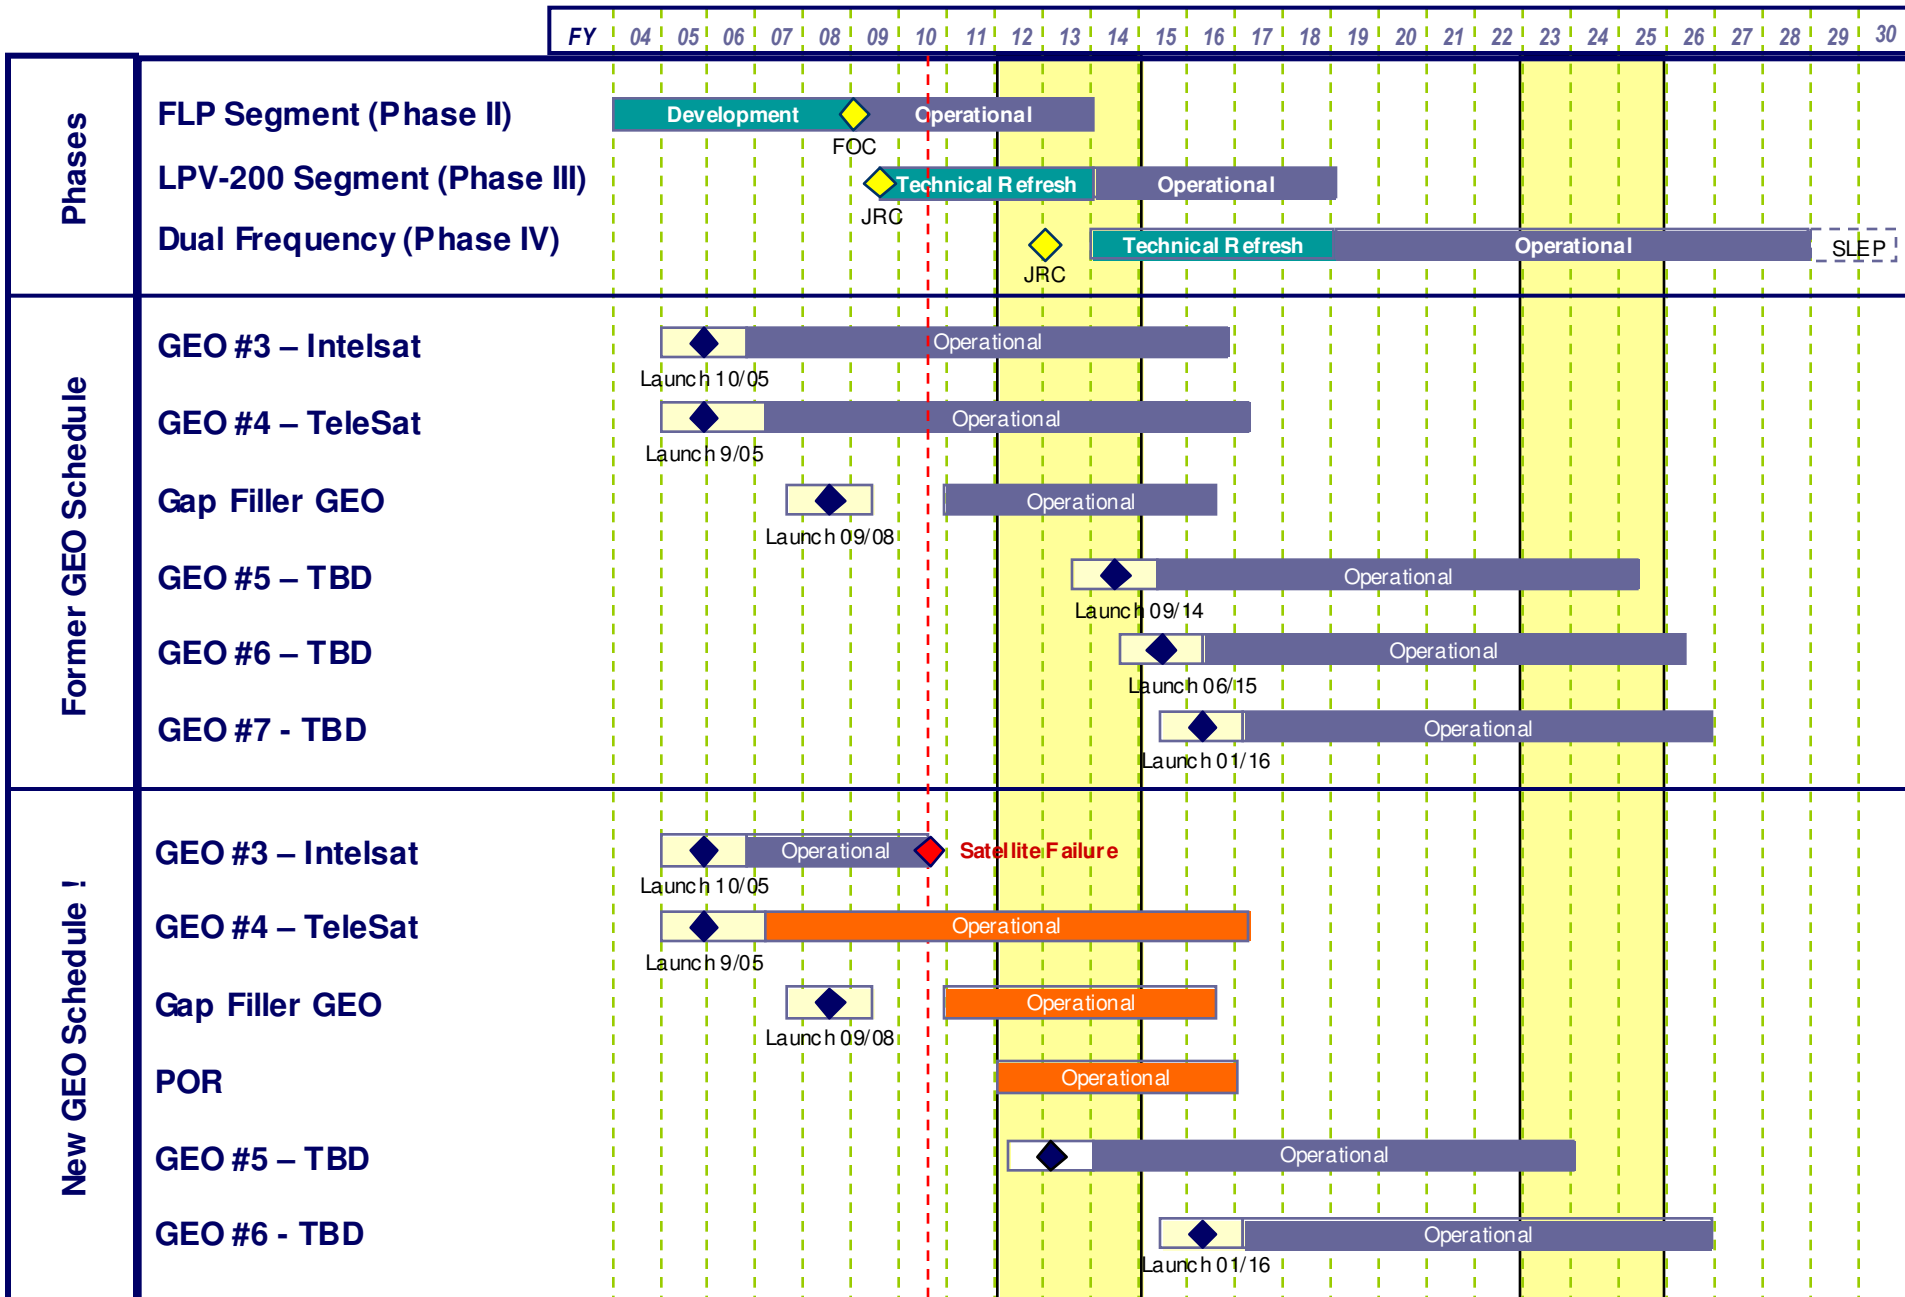 FY 04 05 06 07 08 09 10 11 12 13 14 15 16 17 18 19 20 21 22 23 24 25 26 27 28 29 30
Phases
FLP Segment (Phase II)
Development
Operational
FOC
LPV-200 Segment (Phase III)
Technical Refresh
Operational
JRC
Dual Frequency (Phase IV)
Technical Refresh
Operational
SLEP
JRC
Former GEO Schedule
GEO #3 – Intelsat
Operational
Launch 10/05
GEO #4 – TeleSat
Operational
Launch 9/05
Gap Filler GEO
Operational
Launch 09/08
GEO #5 – TBD
Operational
Launch 09/14
GEO #6 – TBD
Operational
Launch 06/15
GEO #7 - TBD
Operational
Launch 01/16
New GEO Schedule !
GEO #3 – Intelsat
Operational
Satellite Failure
Launch 10/05
GEO #4 – TeleSat
Operational
Launch 9/05
Gap Filler GEO
Operational
Launch 09/08
POR
Operational
GEO #5 – TBD
Operational
GEO #6 - TBD
Operational
Launch 01/16